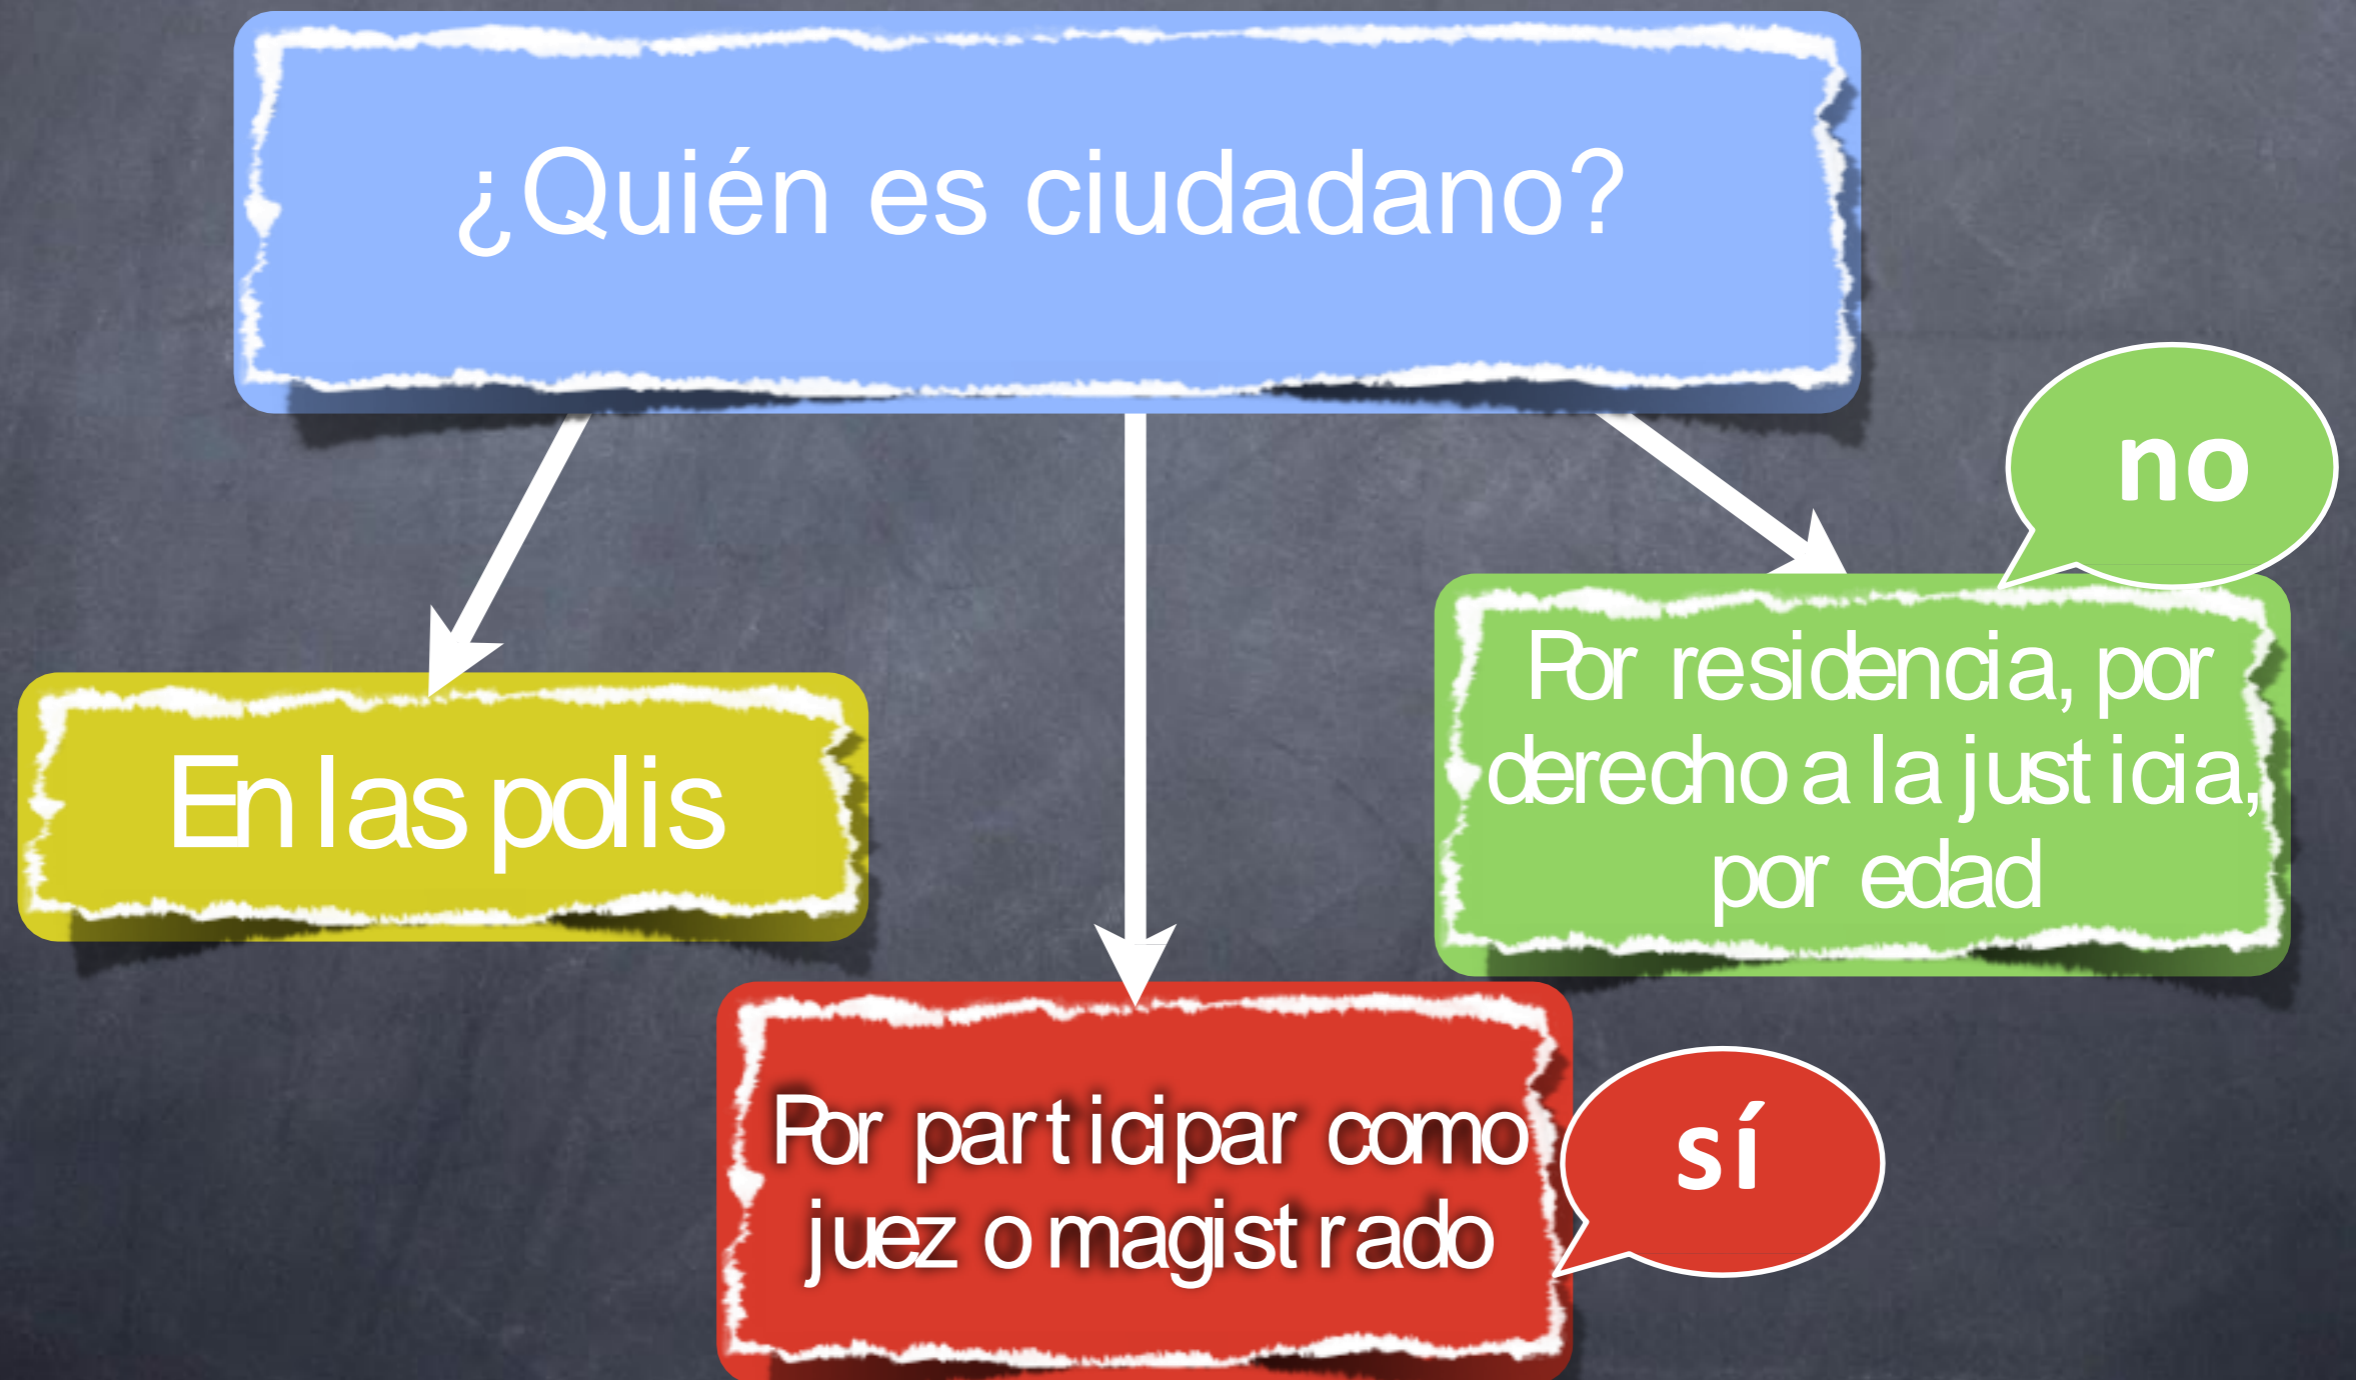 ¿Quién es ciudadano?
no
Por residencia, por
derecho a la justicia,
por edad
En las polis
Por participar como
juez o magistrado
sí